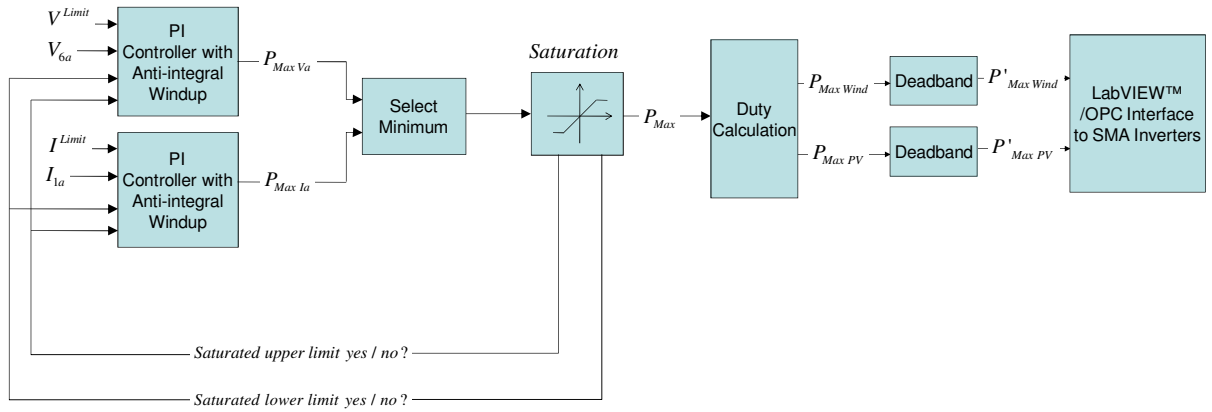 V^Limit
V_6a
PI
Controller with
Anti-integral
Windup
P_Max Va
I^Limit
I_1a
PI
Controller with
Anti-integral
Windup
P_Max Ia
Select
Minimum
Saturation
P_Max
Duty
Calculation
P_Max Wind
Deadband
P'_Max Wind
P_Max PV
Deadband
P'_Max PV
LabVIEW™
/OPC Interface
to SMA Inverters
Saturated upper limit yes / no?
Saturated lower limit yes / no?